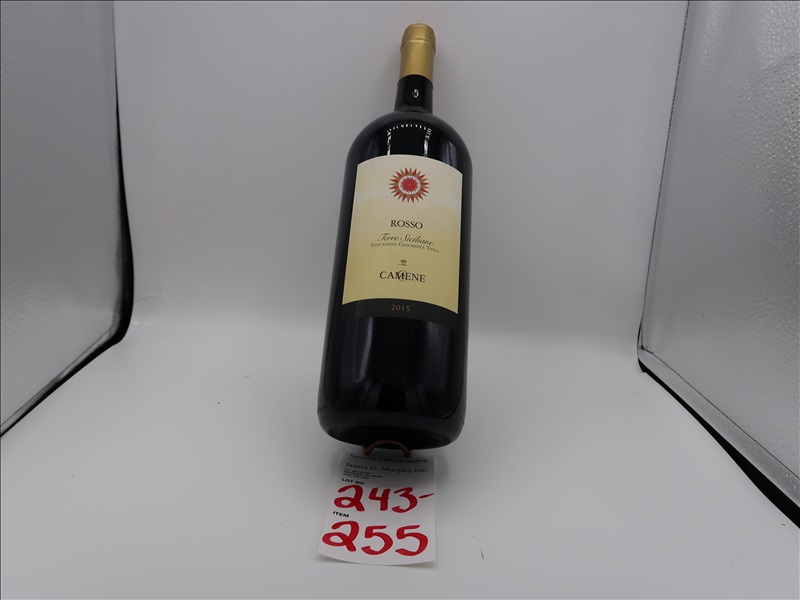 ROSSO
Terre Siciliane
INDICAZIONE GEOGRAFICA TIPICA
CAMENE
2015
James G. Murphy Inc.
LOT NO.
243-
ITEM
255